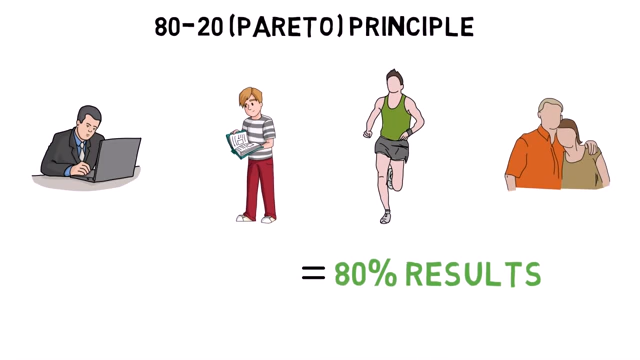 80-20 (PARETO) PRINCIPLE
= 80% RESULTS